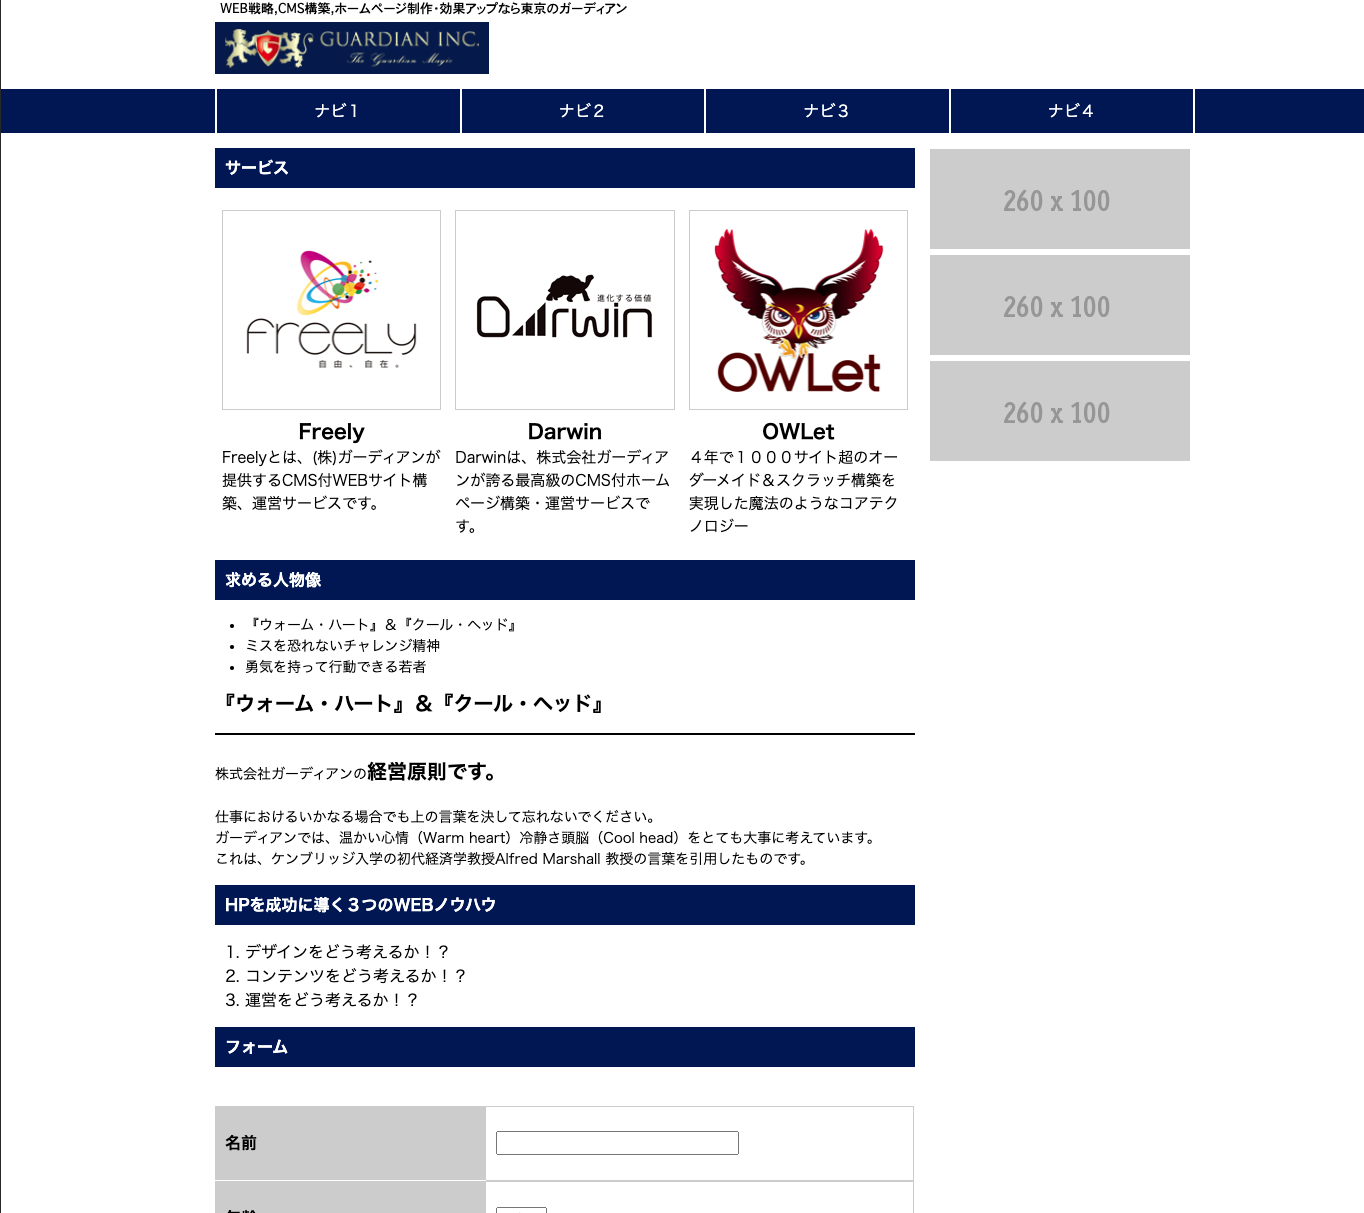 WEB戦略,CMS構築,ホームページ制作・効果アップなら東京のガーディアン
GUARDIAN INC.
The Guardian Magic
ナビ１
ナビ２
ナビ３
ナビ４
サービス
260 x 100
260 x 100
260 x 100
Freely
自由、自在。
進化する価値
Darwin
OWLet
Freely
Freelyとは、(株)ガーディアンが
提供するCMS付WEBサイト構
築、運営サービスです。
Darwin
Darwinは、株式会社ガーディア
ンが誇る最高級のCMS付ホーム
ページ構築・運営サービスで
す。
OWLet
４年で１０００サイト超のオー
ダーメイド＆スクラッチ構築を
実現した魔法のようなコアテク
ノロジー
求める人物像
• 『ウォーム・ハート』＆『クール・ヘッド』
• ミスを恐れないチャレンジ精神
• 勇気を持って行動できる若者
『ウォーム・ハート』＆『クール・ヘッド』
株式会社ガーディアンの経営原則です。
仕事におけるいかなる場合でも上の言葉を決して忘れないでください。
ガーディアンでは、温かい心情（Warm heart）冷静さ頭脳（Cool head）をとても大事に考えています。
これは、ケンブリッジ入学の初代経済学教授Alfred Marshall 教授の言葉を引用したものです。
HPを成功に導く３つのWEBノウハウ
1. デザインをどう考えるか！？
2. コンテンツをどう考えるか！？
3. 運営をどう考えるか！？
フォーム
名前